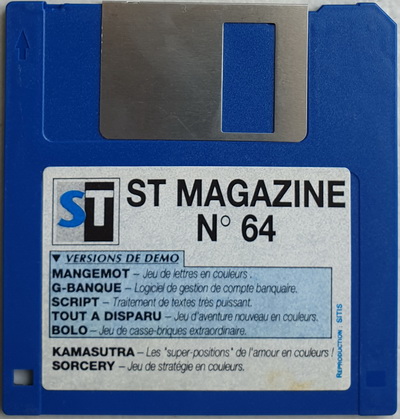 ST ST MAGAZINE
N° 64
▼ VERSIONS DE DEMO
MANGEMOT – Jeu de lettres en couleurs.
G-BANQUE – Logiciel de gestion de compte banquaire.
SCRIPT – Traitement de textes très puissant.
TOUT A DISPARU – Jeu d'aventure nouveau en couleurs.
BOLO – Jeu de casse-briques extraordinaire.
KAMASUTRA – Les "super-positions" de l'amour en couleurs !
SORCERY – Jeu de stratégie en couleurs.
REPRODUCTION : SITIS